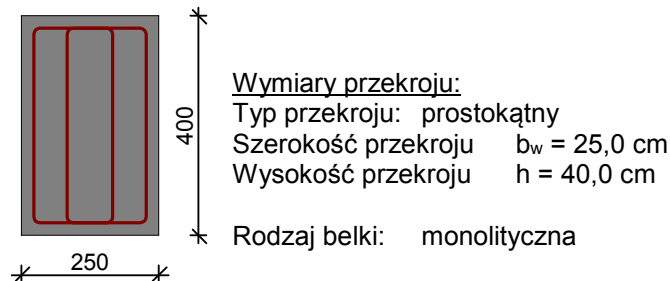 Wymiary przekroju:
Typ przekroju: prostokątny
Szerokość przekroju bw = 25,0 cm
Wysokość przekroju h = 40,0 cm
Rodzaj belki: monolityczna
400
250